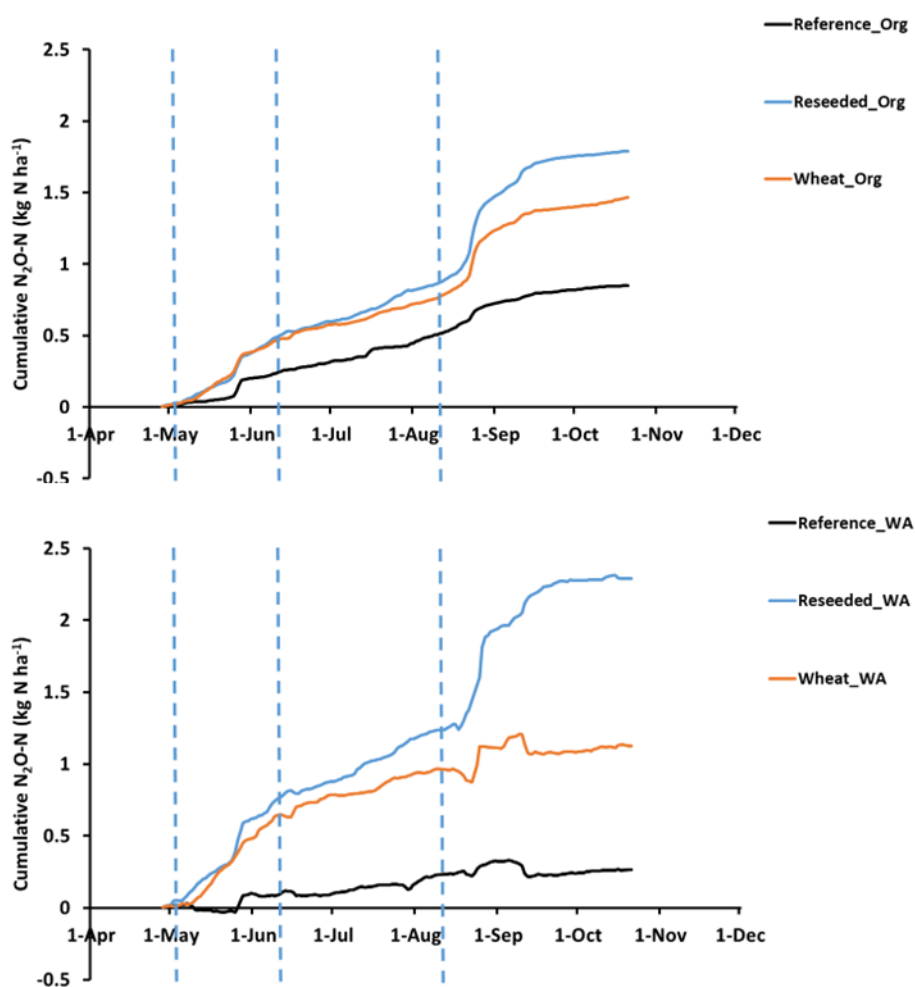 Reference_Org
Reseeded_Org
Wheat_Org
Cumulative N₂O-N (kg N ha⁻¹)
2.5
2
1.5
1
0.5
0
-0.5
1-Apr 1-May 1-Jun 1-Jul 1-Aug 1-Sep 1-Oct 1-Nov 1-Dec
Reference_WA
Reseeded_WA
Wheat_WA
Cumulative N₂O-N (kg N ha⁻¹)
2.5
2
1.5
1
0.5
0
-0.5
1-Apr 1-May 1-Jun 1-Jul 1-Aug 1-Sep 1-Oct 1-Nov 1-Dec